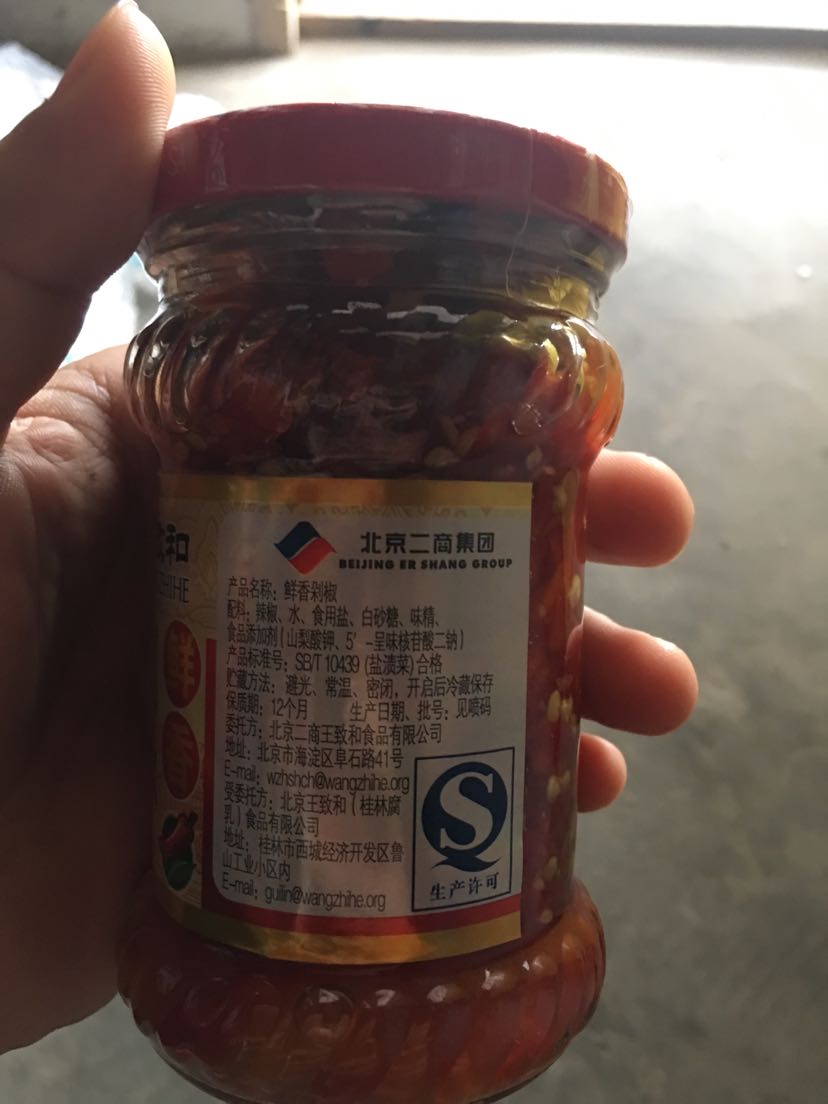 北京二商集团
BEIJING ER SHANG GROUP
产品名称：鲜香剁椒
配料：辣椒、水、食用盐、白砂糖、味精、
食品添加剂（山梨酸钾、5′-呈味核苷酸二钠）
产品标准号：SB/T 10439 (盐渍菜) 合格
贮藏方法：避光、常温、密闭，开启后冷藏保存
保质期：12个月 生产日期、批号：见喷码
委托方：北京二商王致和食品有限公司
地址：北京市海淀区阜石路41号
E-mail：wzhshch@wangzhihe.org
受委托方：北京王致和（桂林腐
乳）食品有限公司
地址：桂林市西城经济开发区鲁
山工业小区内
E-mail：guilin@wangzhihe.org
生产许可
和
HIHE
鲜
香